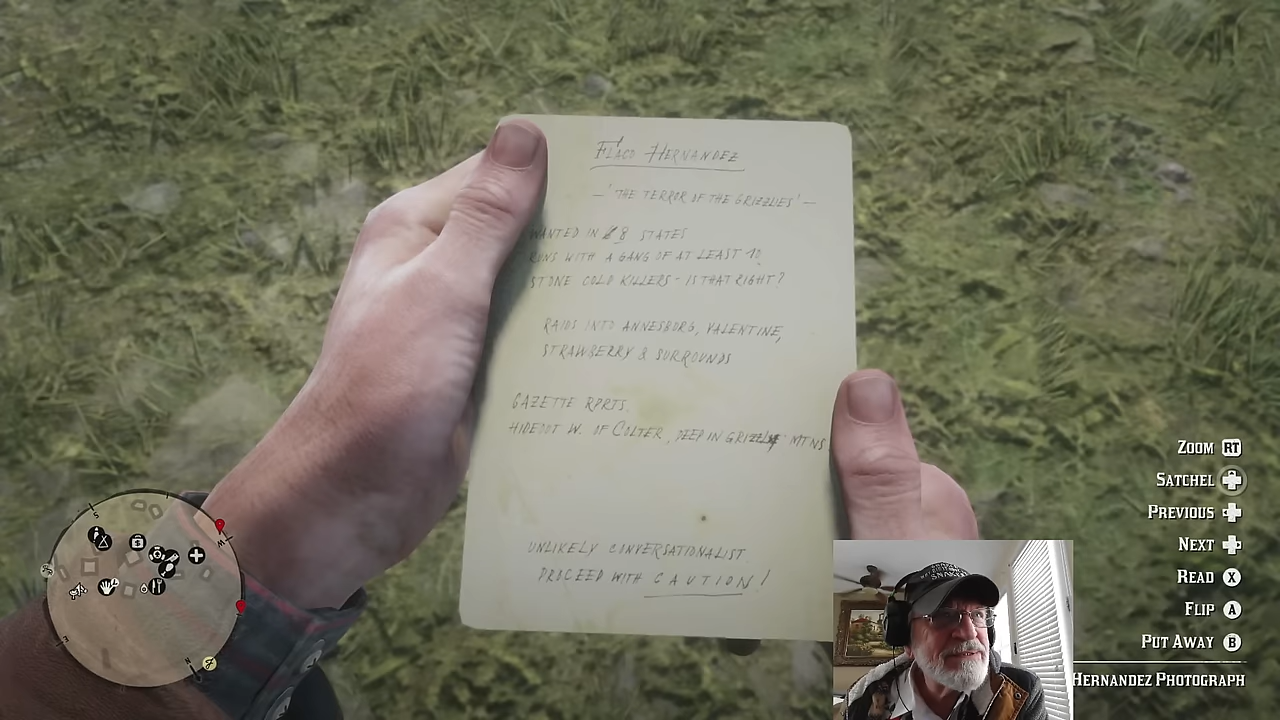 FLACO HERNANDEZ
- 'THE TERROR OF THE GRIZZLIES' -
WANTED IN 8 STATES
RUNS WITH A GANG OF AT LEAST 10
STONE COLD KILLERS - IS THAT RIGHT?
RAIDS INTO ANNESBURG, VALENTINE,
STRAWBERRY & SURROUNDS
GAZETTE RPRTS.
HIDEOUT W. OF COLTER, DEEP IN MTNS
UNLIKELY CONVERSATIONALIST
PROCEED WITH CAUTION!
ZOOM RT
SATCHEL
PREVIOUS
NEXT
READ X
FLIP A
PUT AWAY B
HERNANDEZ PHOTOGRAPH